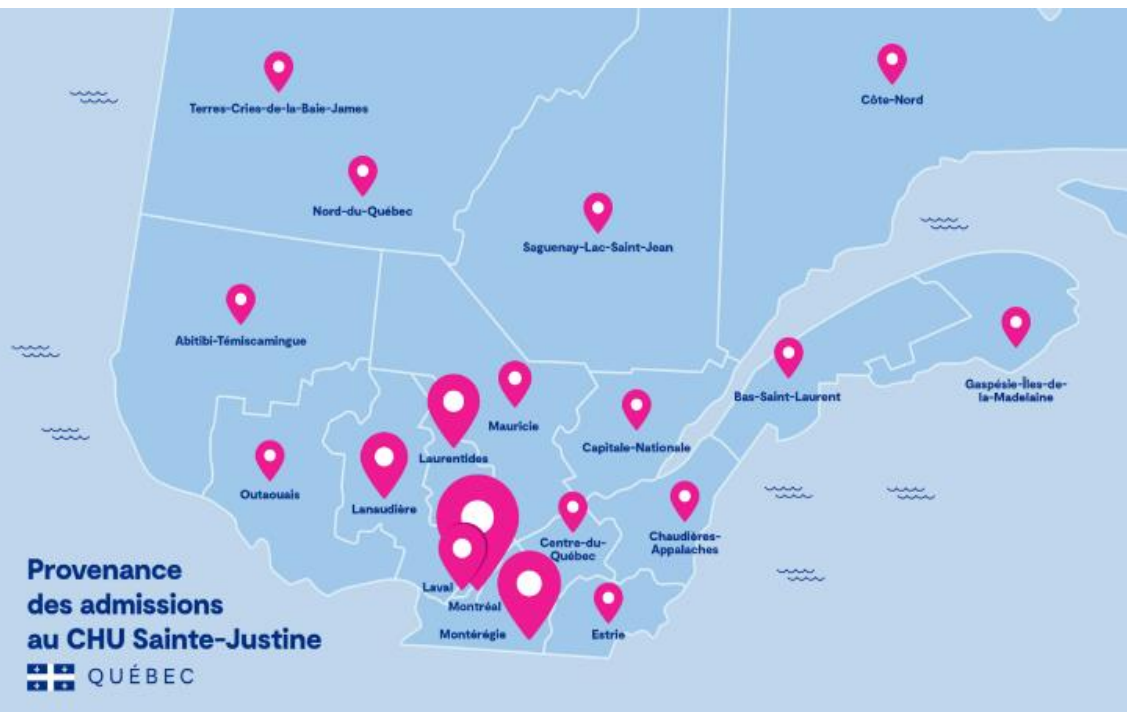 Terres-Cries-de-la-Baie-James
Côte-Nord
Nord-du-Québec
Saguenay-Lac-Saint-Jean
Abitibi-Témiscamingue
Bas-Saint-Laurent
Gaspésie-Îles-de-
la-Madelaine
Mauricie
Capitale-Nationale
Laurentides
Outaouais
Lanaudière
Centre-du-
Québec
Chaudières-
Appalaches
Laval
Montréal
Montérégie
Estrie
Provenance
des admissions
au CHU Sainte-Justine
QUÉBEC